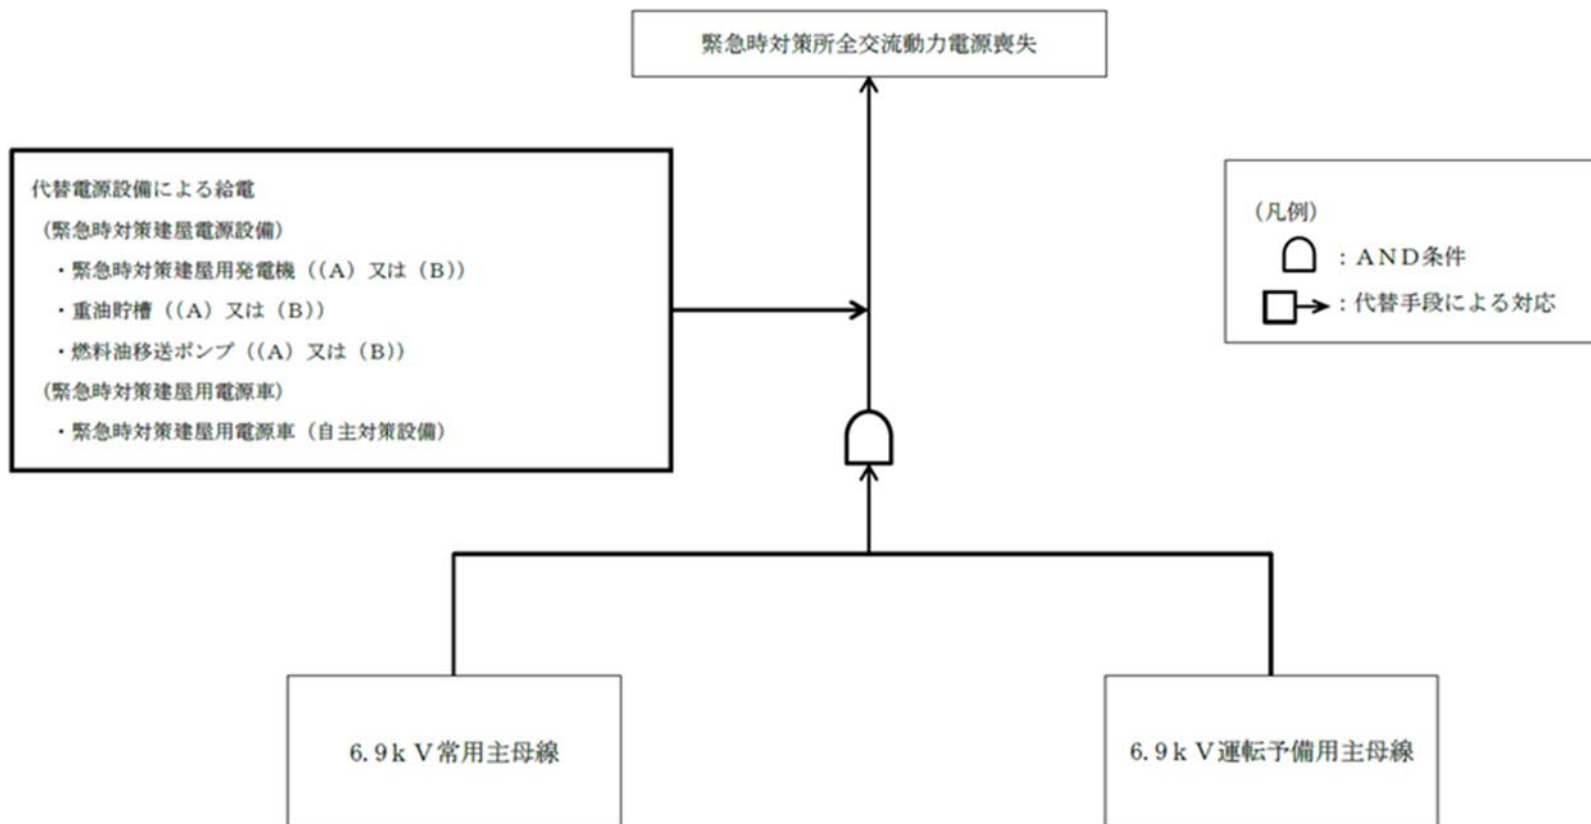 緊急時対策所全交流動力電源喪失
代替電源設備による給電
(緊急時対策建屋電源設備)
・緊急時対策建屋用発電機((A)又は(B))
・重油貯槽((A)又は(B))
・燃料油移送ポンプ((A)又は(B))
(緊急時対策建屋用電源車)
・緊急時対策建屋用電源車(自主対策設備)
(凡例)
:AND条件
:代替手段による対応
6.9kV常用主母線
6.9kV運転予備用主母線